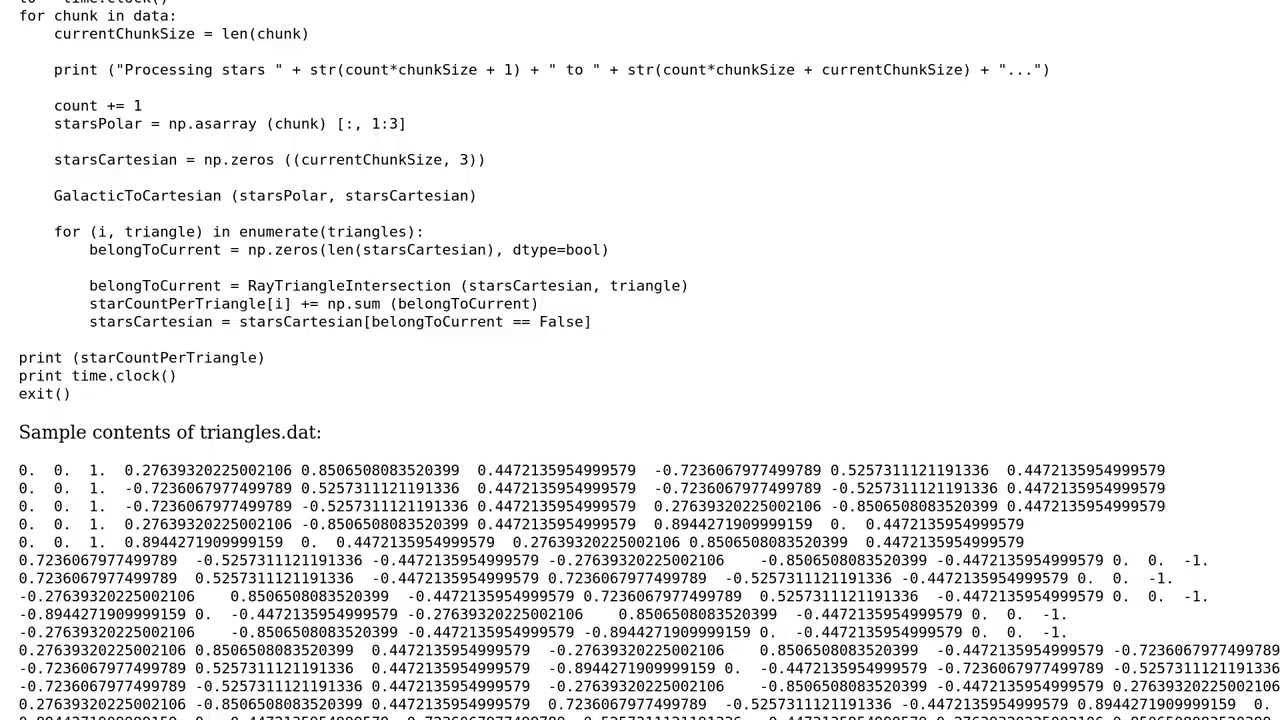 to = time.clock()
for chunk in data:
    currentChunkSize = len(chunk)
    print ("Processing stars " + str(count*chunkSize + 1) + " to " + str(count*chunkSize + currentChunkSize) + "...")
    count += 1
    starsPolar = np.asarray (chunk) [:, 1:3]
    starsCartesian = np.zeros ((currentChunkSize, 3))
    GalacticToCartesian (starsPolar, starsCartesian)
    for (i, triangle) in enumerate(triangles):
        belongToCurrent = np.zeros(len(starsCartesian), dtype=bool)
        belongToCurrent = RayTriangleIntersection (starsCartesian, triangle)
        starCountPerTriangle[i] += np.sum (belongToCurrent)
        starsCartesian = starsCartesian[belongToCurrent == False]
print (starCountPerTriangle)
print time.clock()
exit()
Sample contents of triangles.dat:
0.  0.  1.  0.27639320225002106 0.8506508083520399  0.4472135954999579  -0.7236067977499789 0.5257311121191336  0.4472135954999579
0.  0.  1.  -0.7236067977499789 0.5257311121191336  0.4472135954999579  -0.7236067977499789 -0.5257311121191336 0.4472135954999579
0.  0.  1.  -0.7236067977499789 -0.5257311121191336 0.4472135954999579  0.27639320225002106 -0.8506508083520399 0.4472135954999579
0.  0.  1.  0.27639320225002106 -0.8506508083520399 0.4472135954999579  0.8944271909999159  0.  0.4472135954999579
0.  0.  1.  0.8944271909999159  0.  0.4472135954999579  0.27639320225002106 0.8506508083520399  0.4472135954999579
0.7236067977499789  -0.5257311121191336 -0.4472135954999579 -0.27639320225002106    -0.8506508083520399 -0.4472135954999579 0.  0.  -1.
0.7236067977499789  0.5257311121191336  -0.4472135954999579 0.7236067977499789  -0.5257311121191336 -0.4472135954999579 0.  0.  -1.
-0.27639320225002106    0.8506508083520399  -0.4472135954999579 0.7236067977499789  0.5257311121191336  -0.4472135954999579 0.  0.  -1.
-0.8944271909999159 0.  -0.4472135954999579 -0.27639320225002106    0.8506508083520399  -0.4472135954999579 0.  0.  -1.
-0.27639320225002106    -0.8506508083520399 -0.4472135954999579 -0.8944271909999159 0.  -0.4472135954999579 0.  0.  -1.
0.27639320225002106 0.8506508083520399  0.4472135954999579  -0.27639320225002106    0.8506508083520399  -0.4472135954999579 -0.7236067977499789
-0.7236067977499789 0.5257311121191336  0.4472135954999579  -0.8944271909999159 0.  -0.4472135954999579 -0.7236067977499789 -0.5257311121191336
-0.7236067977499789 -0.5257311121191336 0.4472135954999579  -0.27639320225002106    -0.8506508083520399 -0.4472135954999579 0.27639320225002106
0.27639320225002106 -0.8506508083520399 0.4472135954999579  0.7236067977499789  -0.5257311121191336 -0.4472135954999579 0.8944271909999159  0.